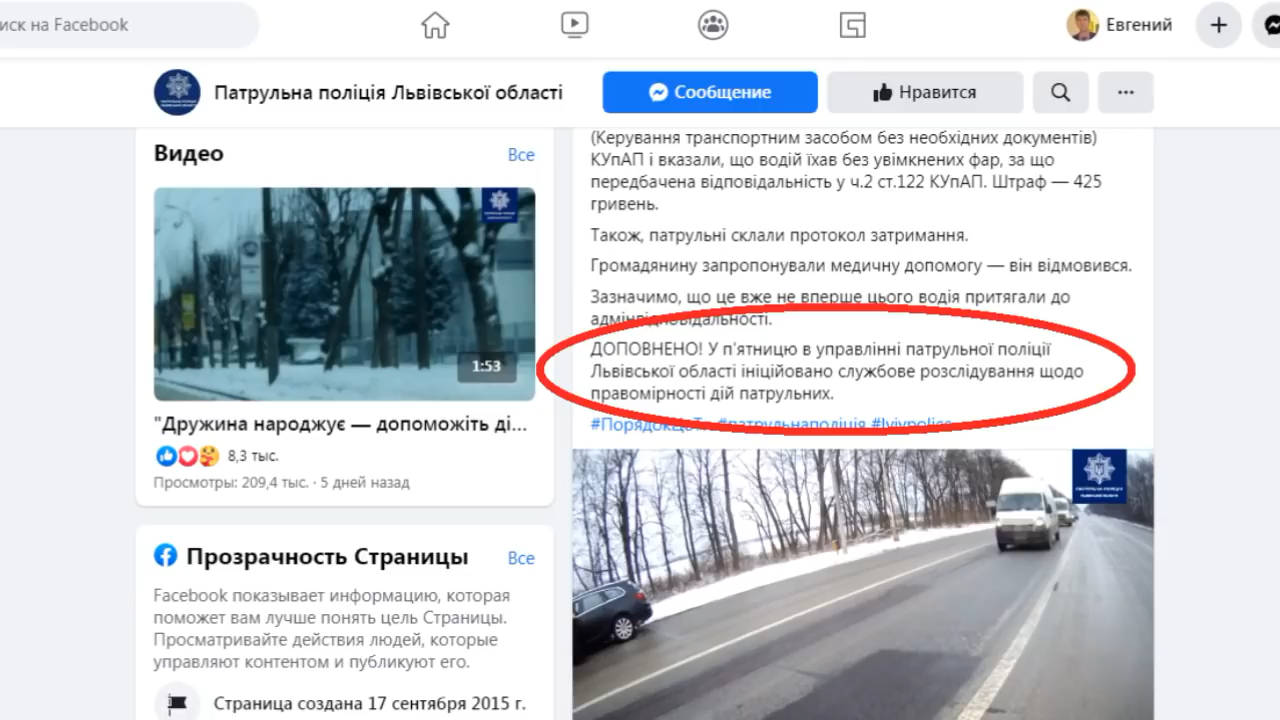 иск на Facebook
Евгений
Патрульна поліція Львівської області
Сообщение
Нравится
Видео
Все
1:53
"Дружина народжує — допоможіть ді...
8,3 тыс.
Просмотры: 209,4 тыс. · 5 дней назад
Прозрачность Страницы
Все
Facebook показывает информацию, которая
поможет вам лучше понять цель Страницы.
Просматривайте действия людей, которые
управляют контентом и публикуют его.
Страница создана 17 сентября 2015 г.
(Керування транспортним засобом без необхідних документів)
КУпАП і вказали, що водій їхав без увімкнених фар, за що
передбачена відповідальність у ч.2 ст.122 КУпАП. Штраф — 425
гривень.
Також, патрульні склали протокол затримання.
Громадянину запропонували медичну допомогу — він відмовився.
Зазначимо, що це вже не вперше цього водія притягали до
адмінвідповідальності.
ДОПОВНЕНО! У п'ятницю в управлінні патрульної поліції
Львівської області ініційовано службове розслідування щодо
правомірності дій патрульних.
#ПорядокЦеТи #патрульнаполіція #lvivpolice